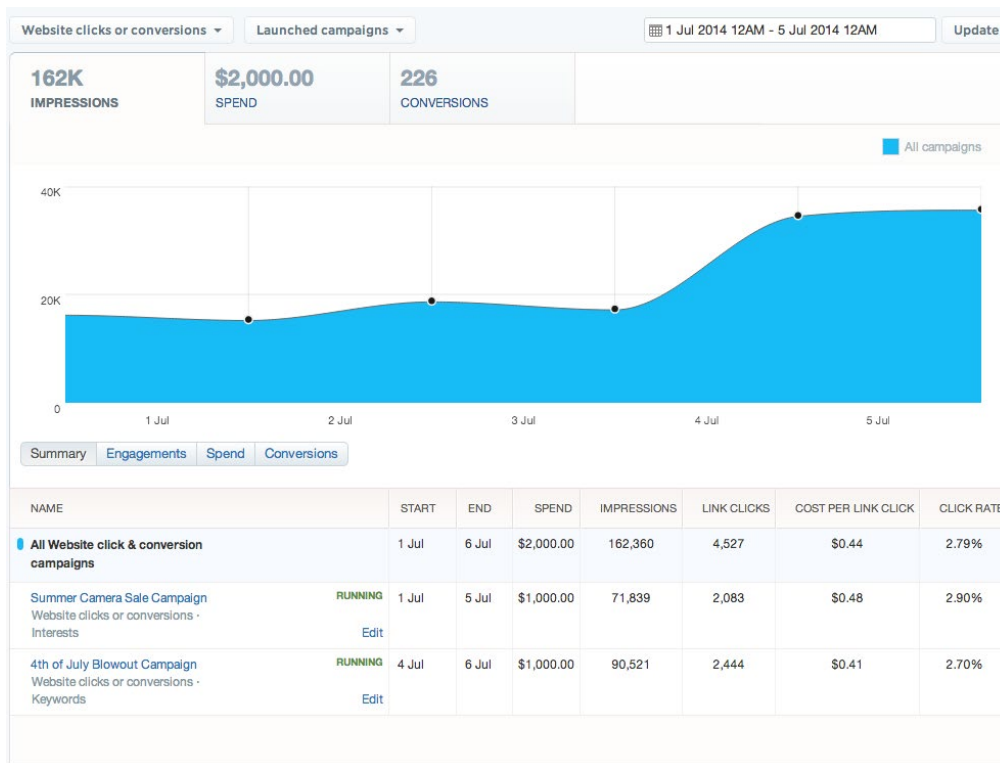 Website clicks or conversions
Launched campaigns
1 Jul 2014 12AM - 5 Jul 2014 12AM
Update
162K
IMPRESSIONS
$2,000.00
SPEND
226
CONVERSIONS
All campaigns
40K
20K
0
1 Jul
2 Jul
3 Jul
4 Jul
5 Jul
Summary
Engagements
Spend
Conversions
NAME START END SPEND IMPRESSIONS LINK CLICKS COST PER LINK CLICK CLICK RATE
All Website click & conversion 1 Jul 6 Jul $2,000.00 162,360 4,527 $0.44 2.79%
campaigns
Summer Camera Sale Campaign RUNNING 1 Jul 5 Jul $1,000.00 71,839 2,083 $0.48 2.90%
Website clicks or conversions ·
Interests Edit
4th of July Blowout Campaign RUNNING 4 Jul 6 Jul $1,000.00 90,521 2,444 $0.41 2.70%
Website clicks or conversions ·
Keywords Edit